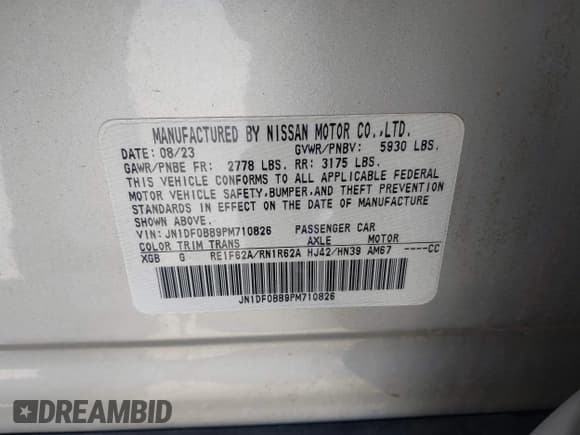 MANUFACTURED BY NISSAN MOTOR CO.,LTD.
DATE: 08/23 GVWR/PNBV: 5930 LBS.
GAWR/PNBE FR: 2778 LBS. RR: 3175 LBS.
THIS VEHICLE CONFORMS TO ALL APPLICABLE FEDERAL
MOTOR VEHICLE SAFETY,BUMPER,AND THEFT PREVENTION
STANDARDS IN EFFECT ON THE DATE OF MANUFACTURE
SHOWN ABOVE.
VIN: JN1DF0BB9PM710826 PASSENGER CAR
COLOR TRIM TRANS AXLE MOTOR
XGB G RE1F62A/RN1R62A HJ42/HN39 AM67 ----CC
JN1DF0BB9PM710826
DREAMBID